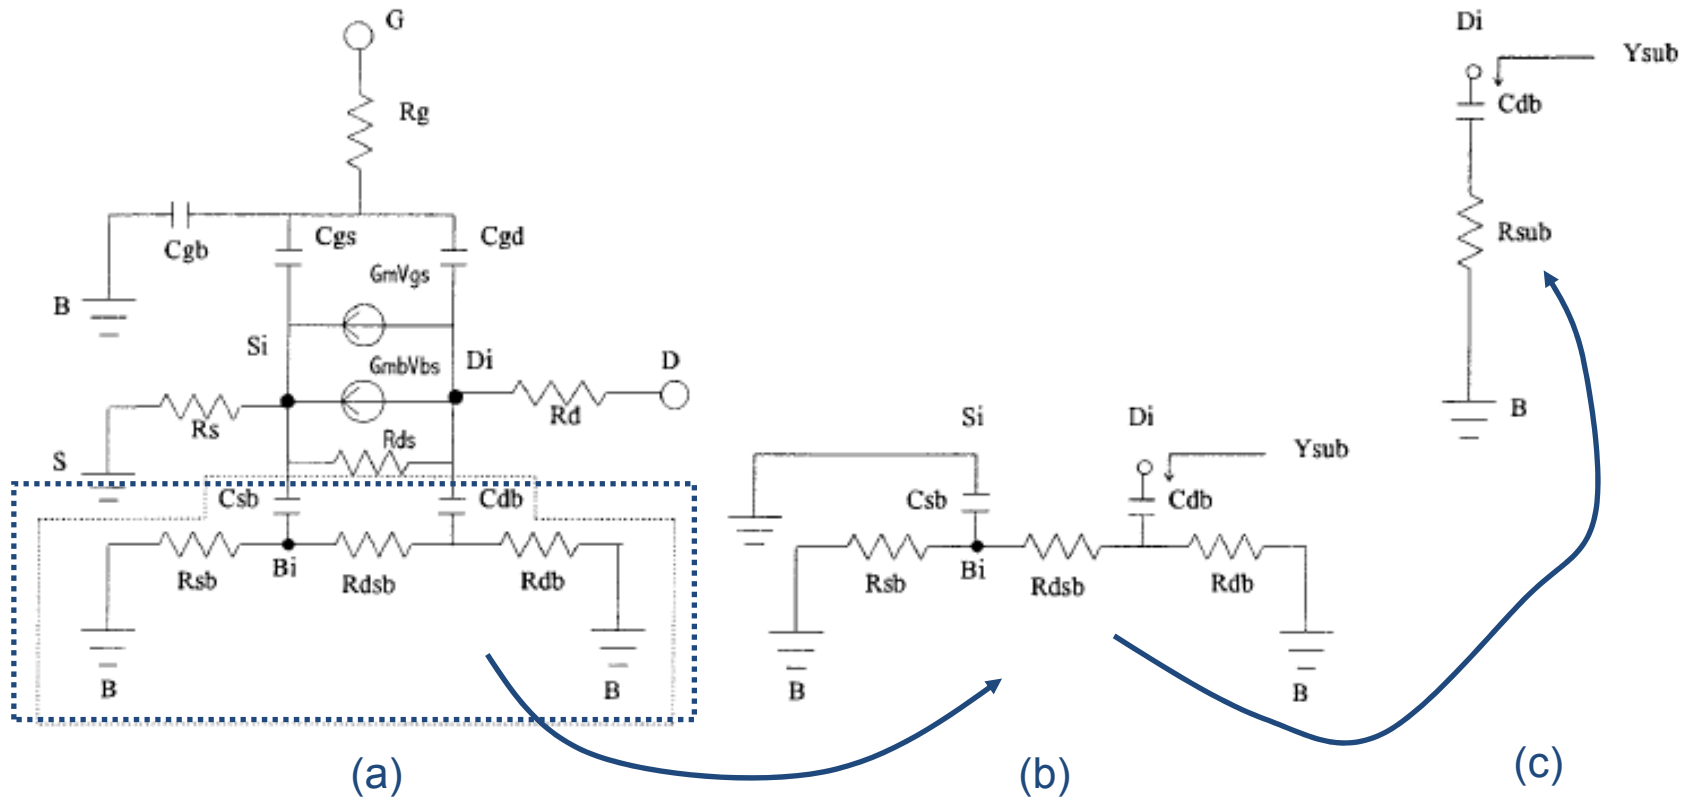 G
Rg
Cgb
Cgs
Cgd
GmVgs
B
Si
GmbVbs
Di
D
Rs
Rd
Rds
S
Csb
Cdb
Rsb
Bi
Rdsb
Rdb
B
B
(a)
Si
Di
Ysub
Csb
Cdb
Rsb
Bi
Rdsb
Rdb
B
B
(b)
Di
Ysub
Cdb
Rsub
B
(c)